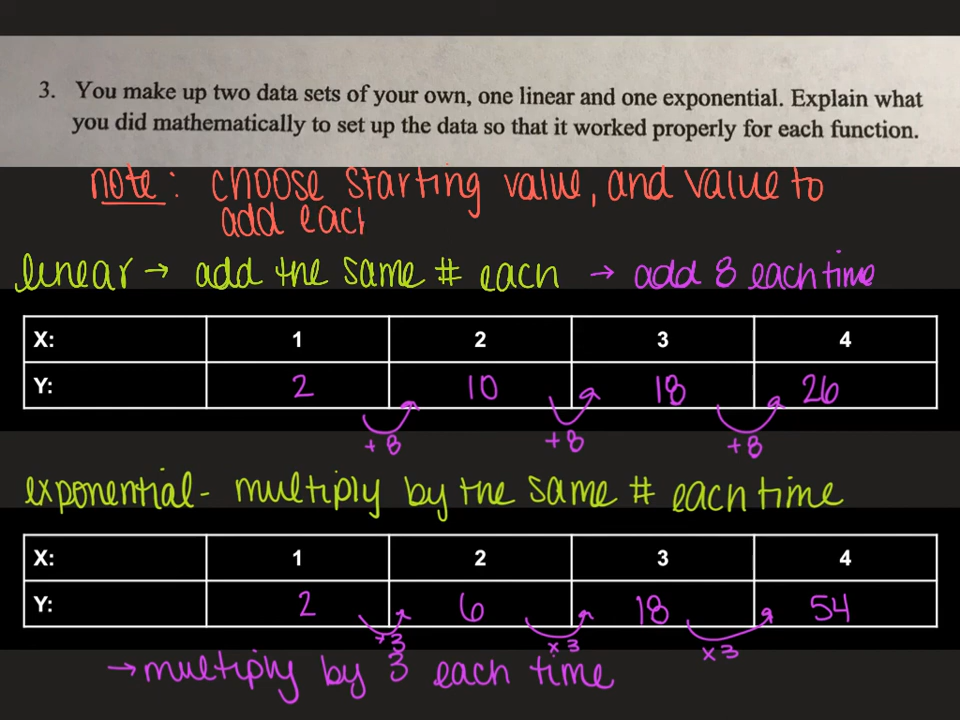 3. You make up two data sets of your own, one linear and one exponential. Explain what
you did mathematically to set up the data so that it worked properly for each function.
note: choose starting value, and value to
add eac
linear → add the same # each → add 8 each time
X: 1 2 3 4
Y: 2 10 18 26
+8 +8 +8
exponential - multiply by the same # each time
X: 1 2 3 4
Y: 2 6 18 54
×3 ×3 ×3
→ multiply by 3 each time